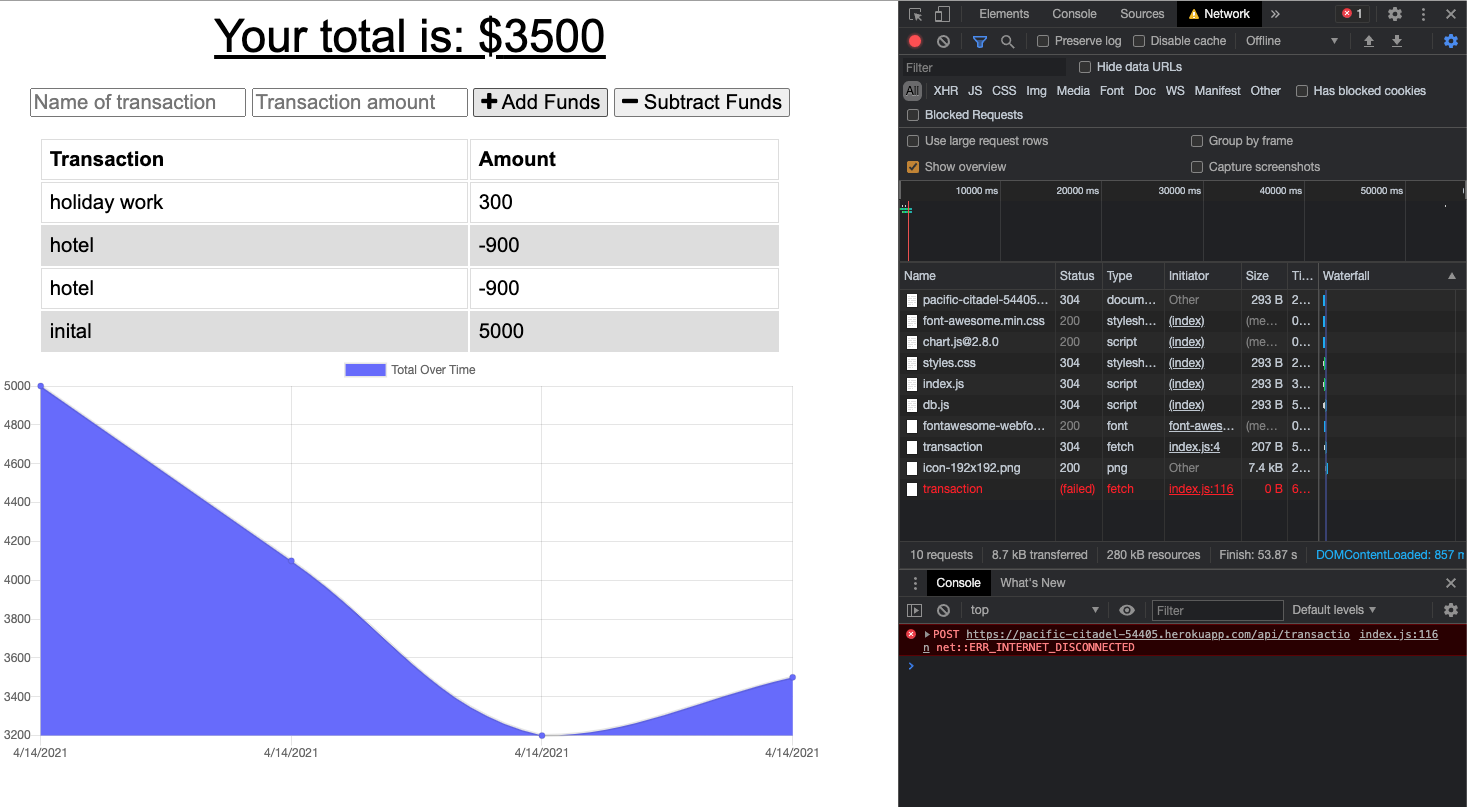 Your total is: $3500
Name of transaction Transaction amount + Add Funds − Subtract Funds
Transaction Amount
holiday work 300
hotel -900
hotel -900
inital 5000
Total Over Time
5000
4800
4600
4400
4200
4000
3800
3600
3400
3200
4/14/2021 4/14/2021 4/14/2021 4/14/2021
Elements Console Sources Network » 1
Preserve log Disable cache Offline
Filter Hide data URLs
All XHR JS CSS Img Media Font Doc WS Manifest Other Has blocked cookies
Blocked Requests
Use large request rows Group by frame
Show overview Capture screenshots
10000 ms 20000 ms 30000 ms 40000 ms 50000 ms
Name Status Type Initiator Size Ti... Waterfall
pacific-citadel-54405... 304 docum... Other 293 B 2...
font-awesome.min.css 200 stylesh... (index) (me... 0...
chart.js@2.8.0 200 script (index) (me... 0...
styles.css 304 stylesh... (index) 293 B 2...
index.js 304 script (index) 293 B 3...
db.js 304 script (index) 293 B 5...
fontawesome-webfo... 200 font font-awes... (me... 0...
transaction 304 fetch index.js:4 207 B 5...
icon-192x192.png 200 png Other 7.4 kB 2...
transaction (failed) fetch index.js:116 0 B 6...
10 requests 8.7 kB transferred 280 kB resources Finish: 53.87 s DOMContentLoaded: 857 m
Console What's New
top Filter Default levels
POST https://pacific-citadel-54405.herokuapp.com/api/transactio index.js:116
n net::ERR_INTERNET_DISCONNECTED